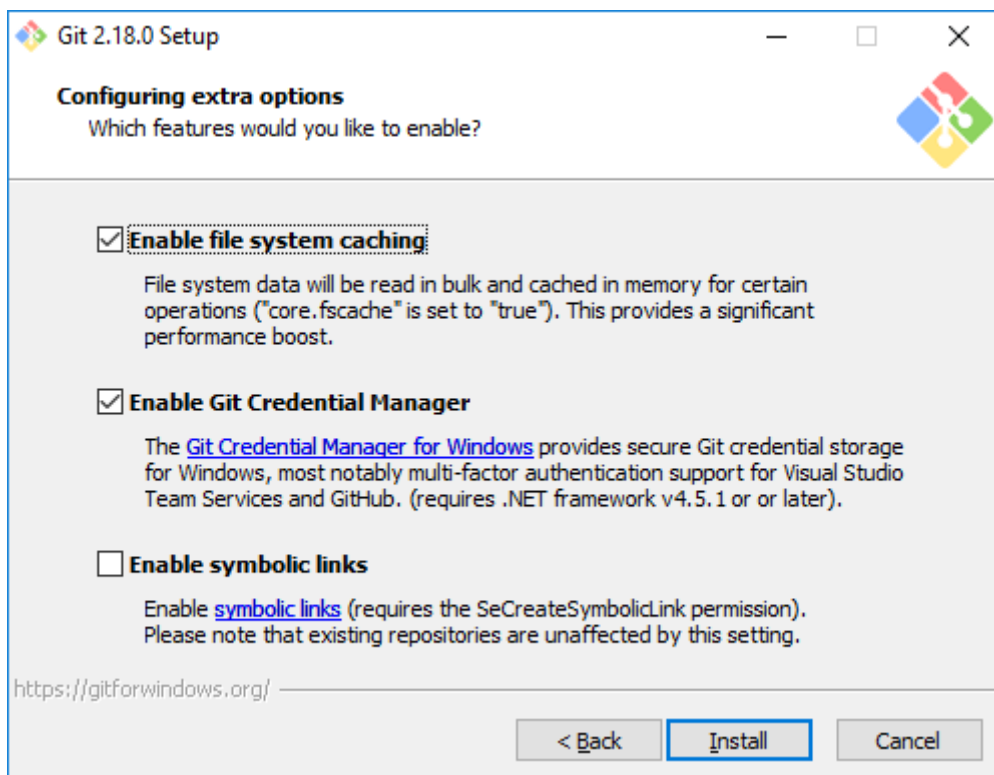 Git 2.18.0 Setup
Configuring extra options
Which features would you like to enable?
Enable file system caching
File system data will be read in bulk and cached in memory for certain
operations ("core.fscache" is set to "true"). This provides a significant
performance boost.
Enable Git Credential Manager
The Git Credential Manager for Windows provides secure Git credential storage
for Windows, most notably multi-factor authentication support for Visual Studio
Team Services and GitHub. (requires .NET framework v4.5.1 or or later).
Enable symbolic links
Enable symbolic links (requires the SeCreateSymbolicLink permission).
Please note that existing repositories are unaffected by this setting.
https://gitforwindows.org/
< Back Install Cancel